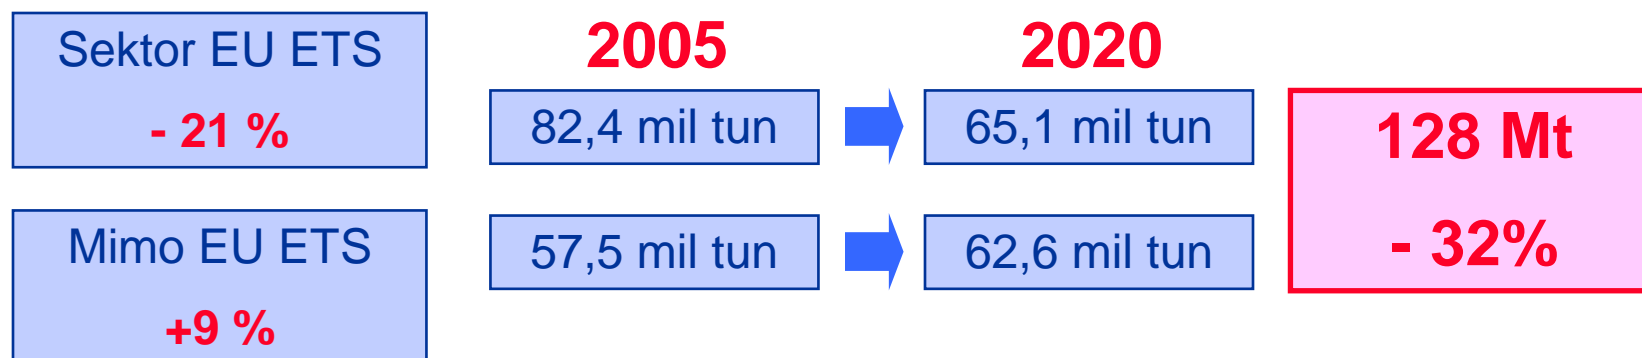 Sektor EU ETS
- 21 %
2005
2020
82,4 mil tun
65,1 mil tun
128 Mt
- 32%
Mimo EU ETS
+9 %
57,5 mil tun
62,6 mil tun